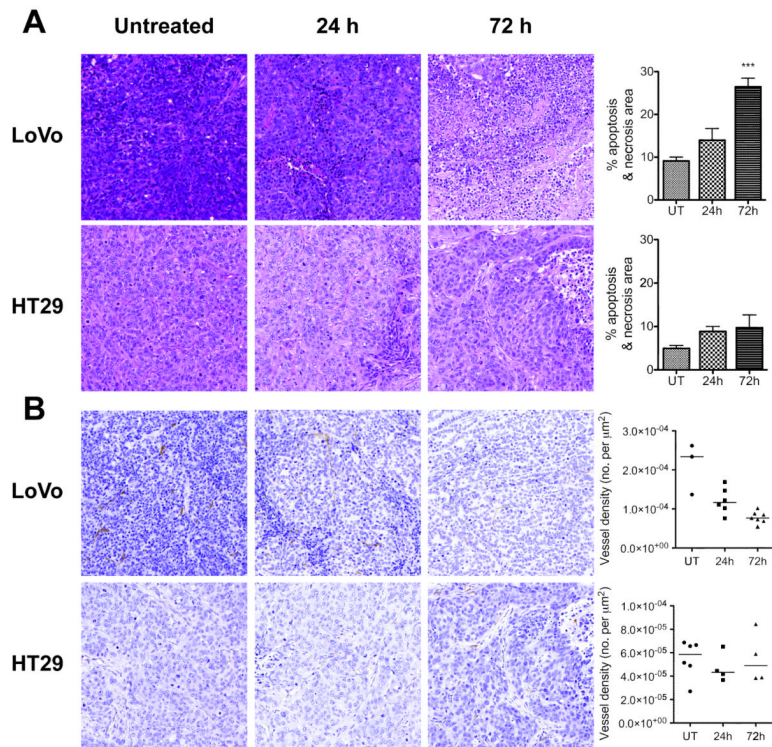 A
Untreated 24 h 72 h
LoVo
% apoptosis
& necrosis area
30
20
10
0
***
UT 24h 72h
HT29
% apoptosis
& necrosis area
30
20
10
0
UT 24h 72h
B
LoVo
Vessel density (no. per µm²)
3.0×10⁻⁰⁴
2.0×10⁻⁰⁴
1.0×10⁻⁰⁴
0.0×10⁺⁰⁰
UT 24h 72h
HT29
Vessel density (no. per µm²)
1.0×10⁻⁰⁴
8.0×10⁻⁰⁵
6.0×10⁻⁰⁵
4.0×10⁻⁰⁵
2.0×10⁻⁰⁵
0.0×10⁺⁰⁰
UT 24h 72h